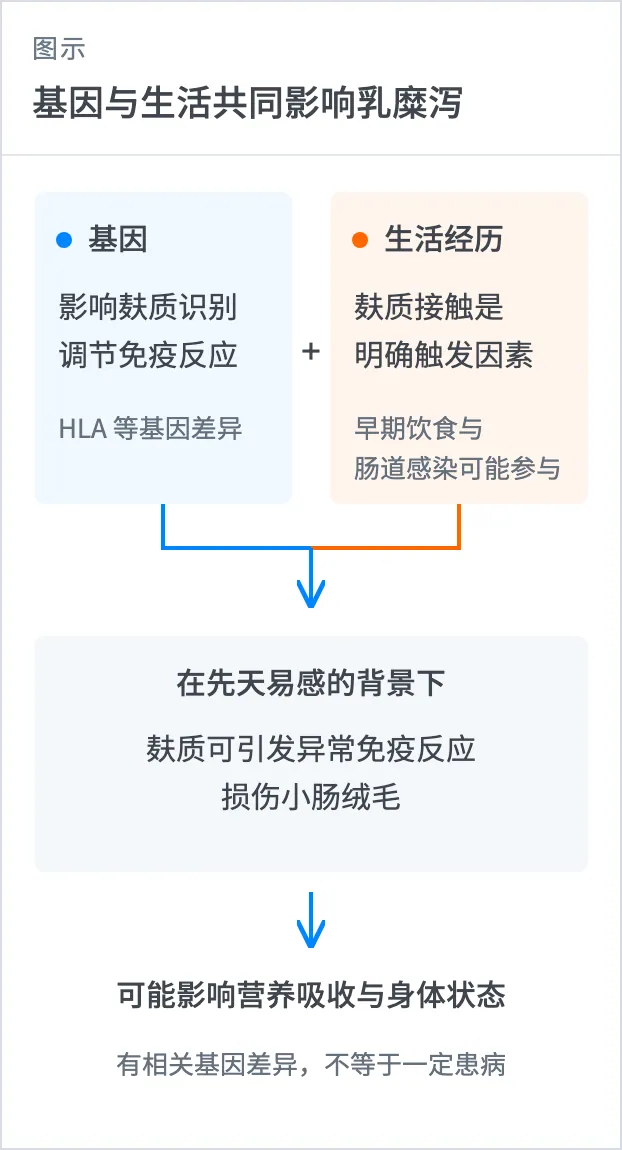 图示
基因与生活共同影响乳糜泻
基因
影响麸质识别
调节免疫反应
HLA 等基因差异
+
生活经历
麸质接触是
明确触发因素
早期饮食与
肠道感染可能参与
在先天易感的背景下
麸质可引发异常免疫反应
损伤小肠绒毛
可能影响营养吸收与身体状态
有相关基因差异，不等于一定患病